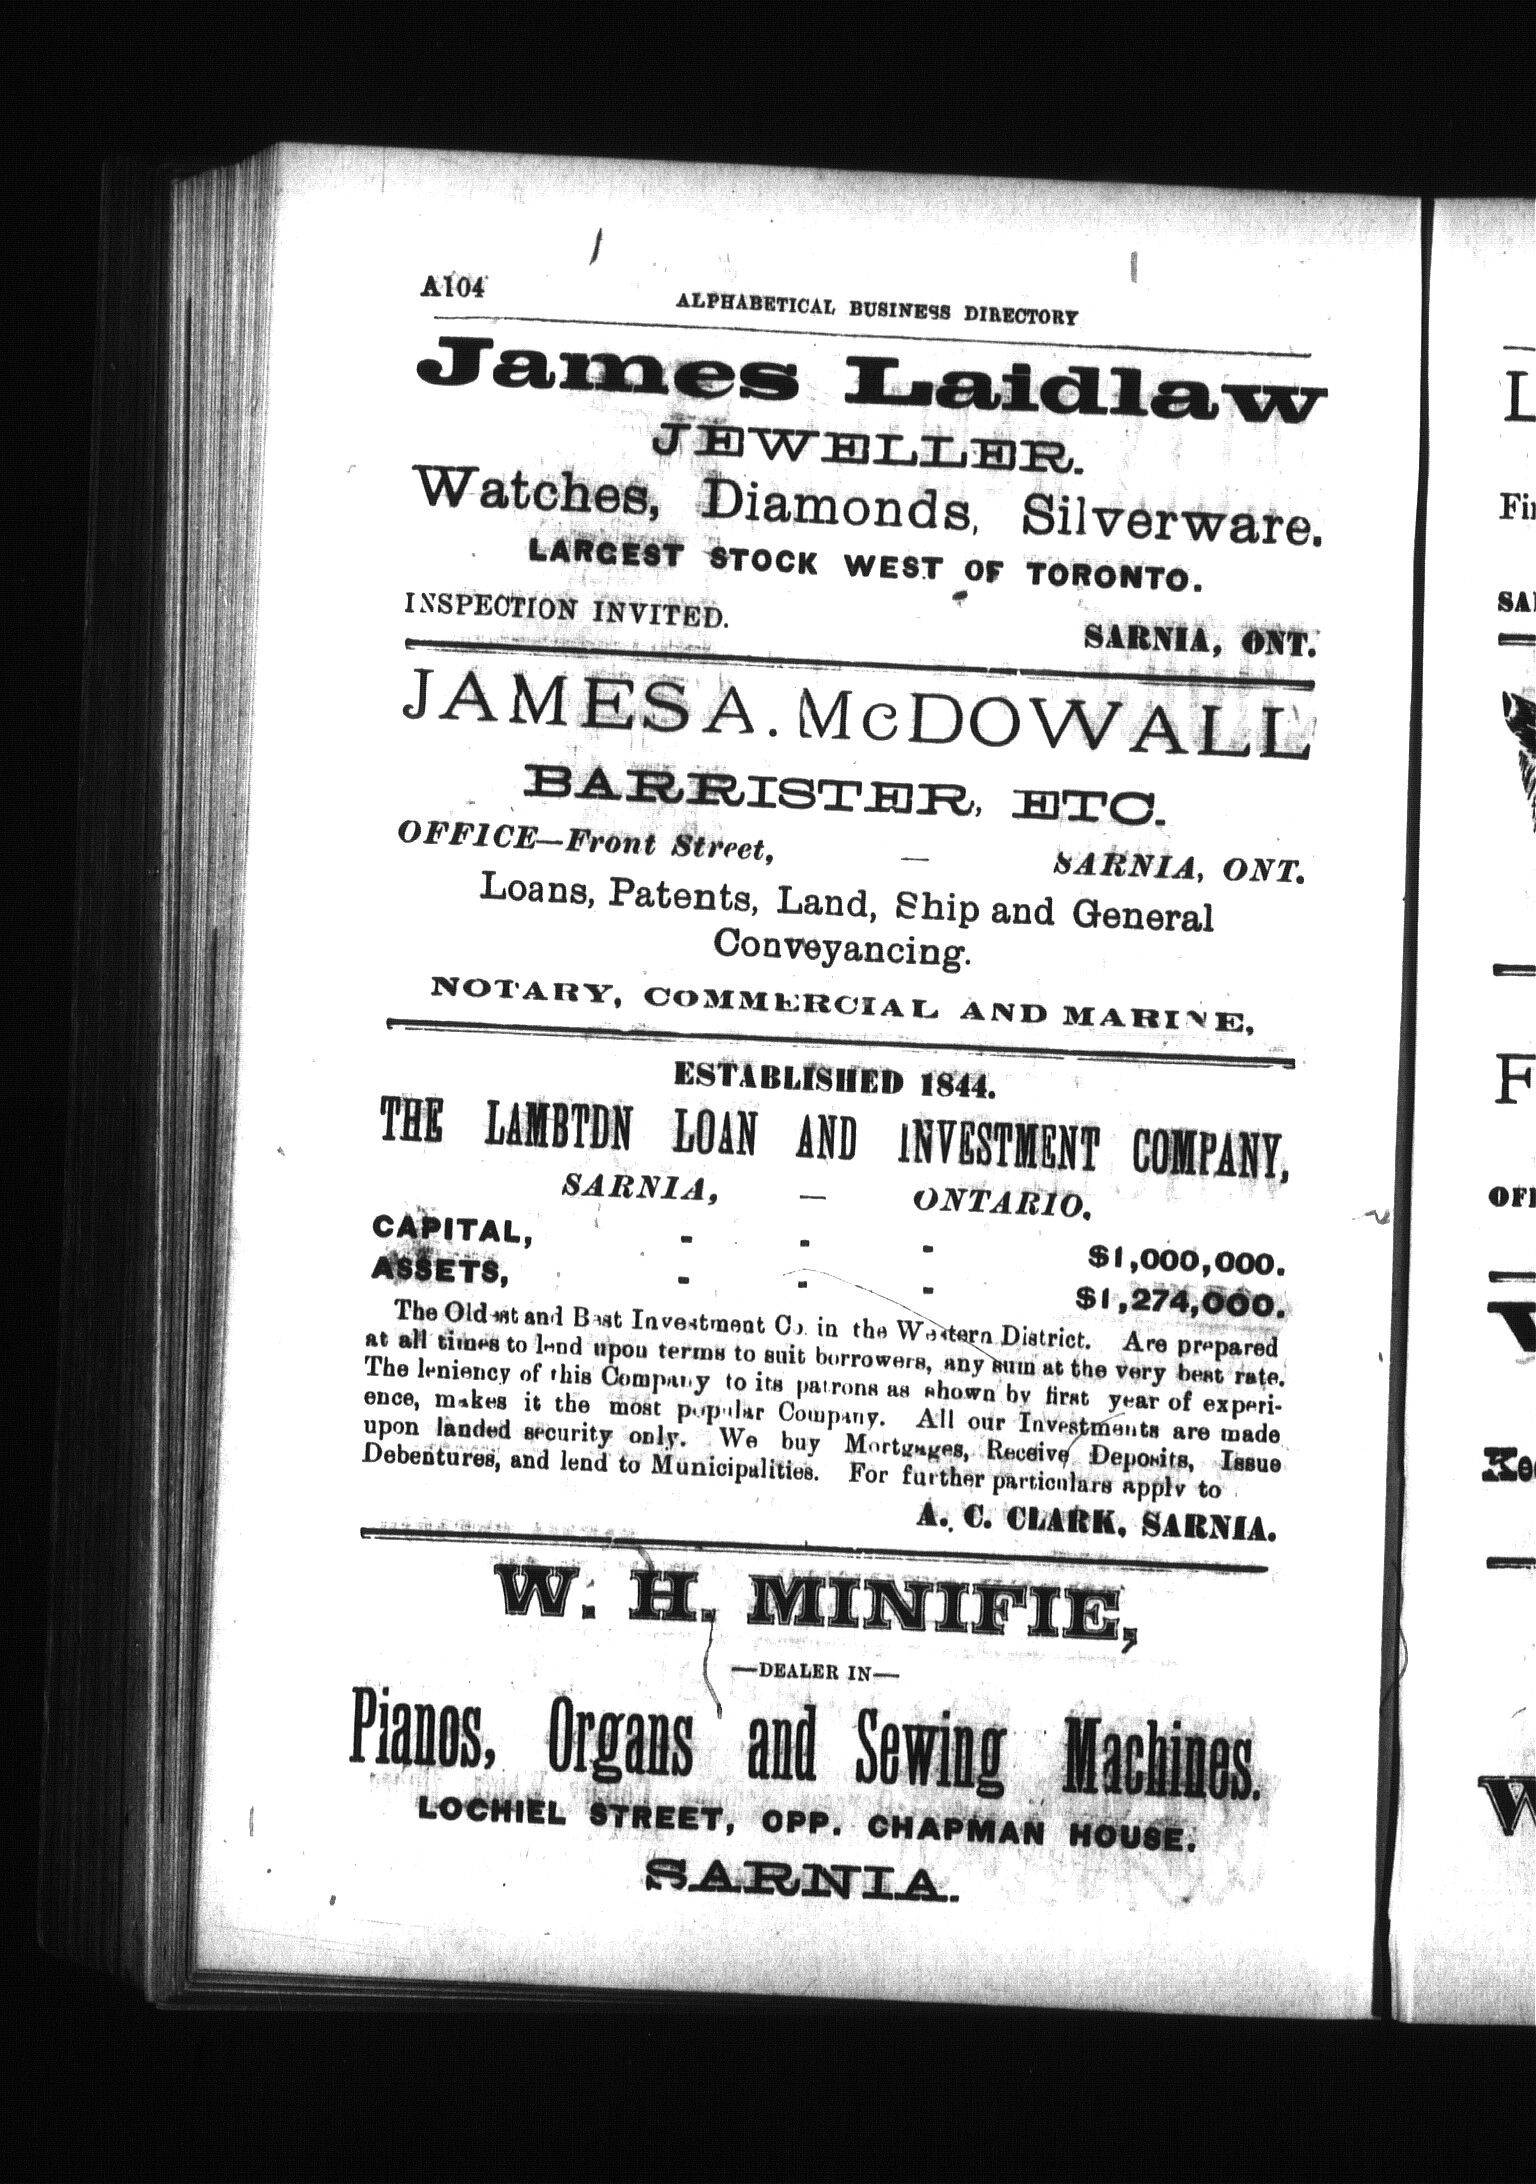 A104
ALPHABETICAL BUSINESS DIRECTORY
James Laidlaw
JEWELLER.
Watches, Diamonds, Silverware.
LARGEST STOCK WEST OF TORONTO.
INSPECTION INVITED.
SARNIA, ONT.
JAMES A. McDOWALL
BARRISTER, ETC.
OFFICE—Front Street, — SARNIA, ONT.
Loans, Patents, Land, Ship and General
Conveyancing.
NOTARY, COMMERCIAL AND MARINE,
ESTABLISHED 1844.
THE LAMBTON LOAN AND INVESTMENT COMPANY,
SARNIA, — ONTARIO.
CAPITAL, - - - $1,000,000.
ASSETS, - - - $1,274,000.
The Oldest and Best Investment Co. in the Western District. Are prepared
at all times to lend upon terms to suit borrowers, any sum at the very best rate.
The leniency of this Company to its patrons as shown by first year of experi-
ence, makes it the most popular Company. All our Investments are made
upon landed security only. We buy Mortgages, Receive Deposits, Issue
Debentures, and lend to Municipalities. For further particulars apply to
A. C. CLARK, SARNIA.
W. H. MINIFIE,
—DEALER IN—
Pianos, Organs and Sewing Machines.
LOCHIEL STREET, OPP. CHAPMAN HOUSE.
SARNIA.